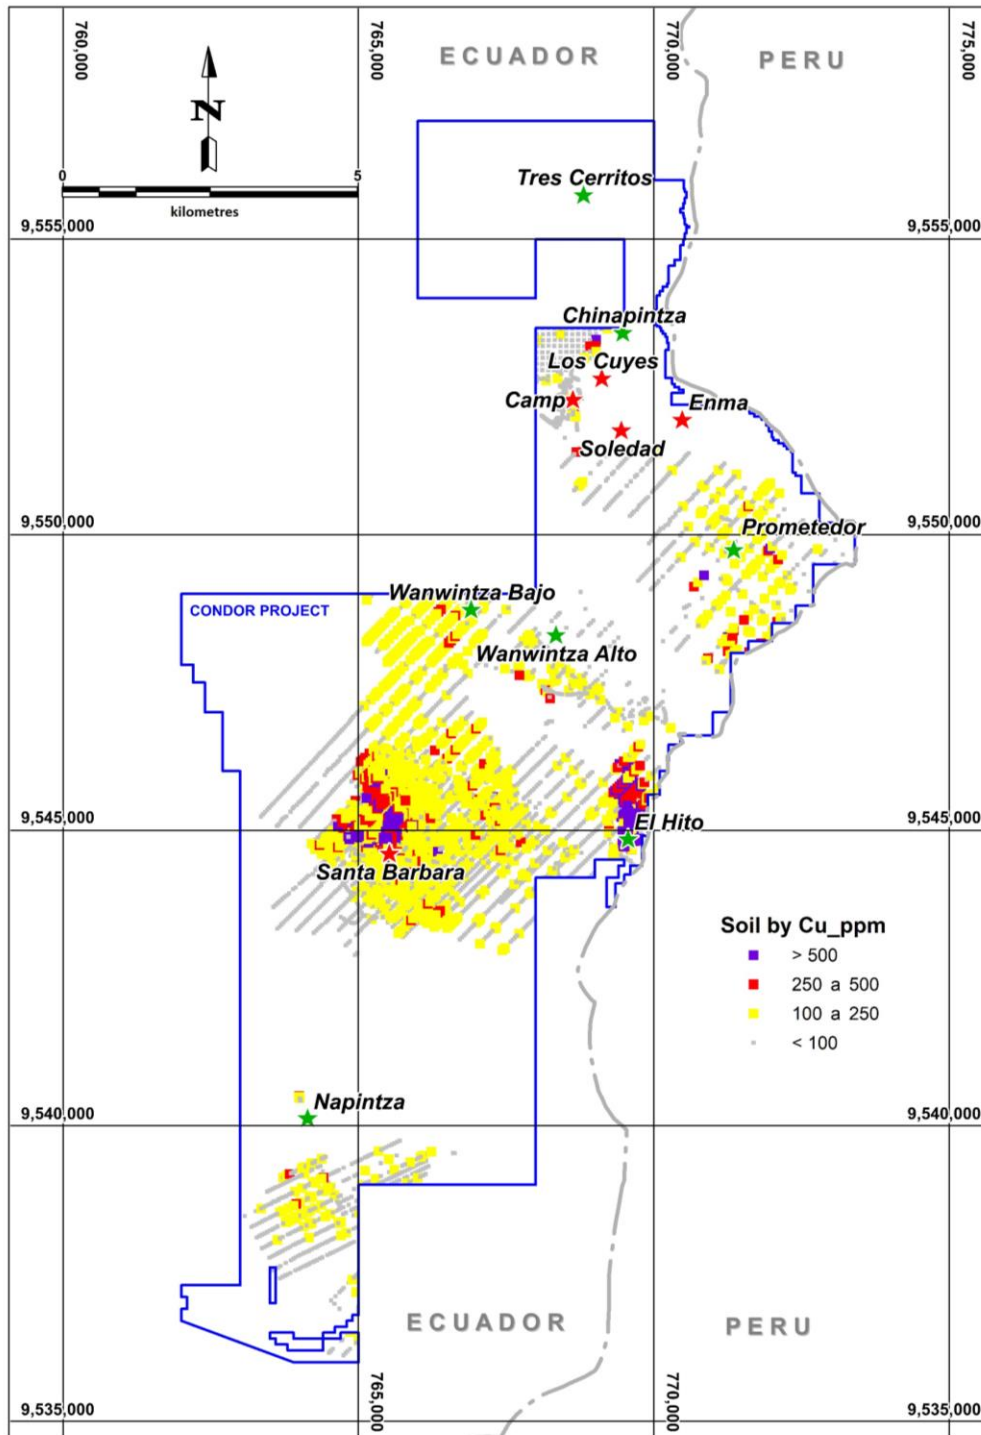 760,000
765,000
770,000
775,000
ECUADOR
PERU
N
0
5
kilometres
Tres Cerritos
9,555,000
9,555,000
Chinapintza
Los Cuyes
Camp
Enma
Soledad
9,550,000
Prometedor
9,550,000
Wanwintza Bajo
CONDOR PROJECT
Wanwintza Alto
9,545,000
El Hito
9,545,000
Santa Barbara
Soil by Cu_ppm
> 500
250 a 500
100 a 250
< 100
Napintza
9,540,000
9,540,000
ECUADOR
PERU
9,535,000
765,000
770,000
9,535,000